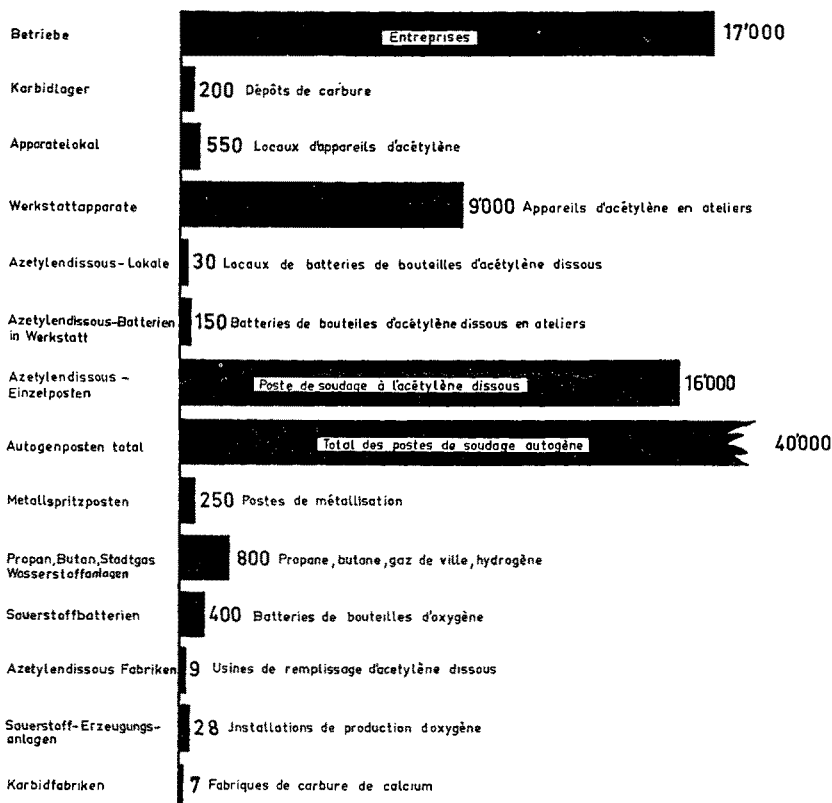 Betriebe Entreprises 17'000
Karbidlager 200 Dépôts de carbure
Apparatelokal 550 Locaux d'appareils d'acétylène
Werkstattapparate 9'000 Appareils d'acétylène en ateliers
Azetylendissous-Lokale 30 Locaux de batteries de bouteilles d'acétylène dissous
Azetylendissous-Batterien
in Werkstatt
150 Batteries de bouteiles d'acétylène dissous en ateliers
Azetylendissous -
Einzelposten
Poste de soudage à l'acétylène dissous 16'000
Autogenposten total Total des postes de soudage autogène 40'000
Metallspritzposten 250 Postes de métallisation
Propan, Butan, Stadtgas
Wasserstoffanlagen
800 Propane, butane, gaz de ville, hydrogène
Sauerstoffbatterien 400 Batteries de bouteilles d'oxygène
Azetylendissous Fabriken 9 Usines de remplissage d'acetylène dissous
Sauerstoff-Erzeugungs-
anlagen
28 Jnstallations de production d'oxygène
Karbidfabriken 7 Fabriques de carbure de calcium